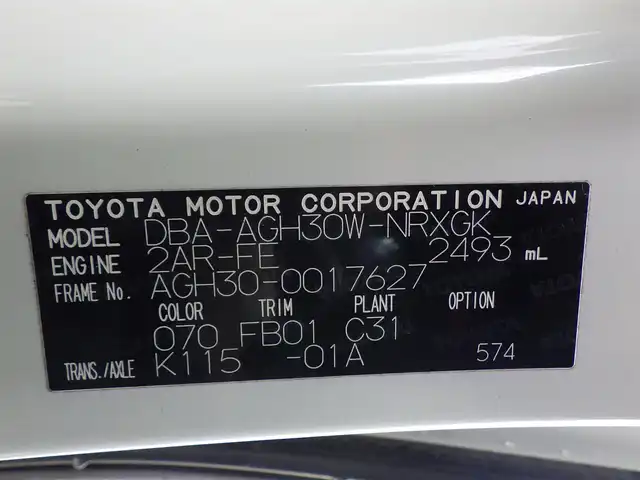 TOYOTA MOTOR CORPORATION JAPAN
MODEL DBA-AGH30W-NRXGK
ENGINE 2AR-FE 2493 mL
FRAME No. AGH30-0017627
COLOR TRIM PLANT OPTION
070 FB01 C31
TRANS./AXLE K115 -01A 574